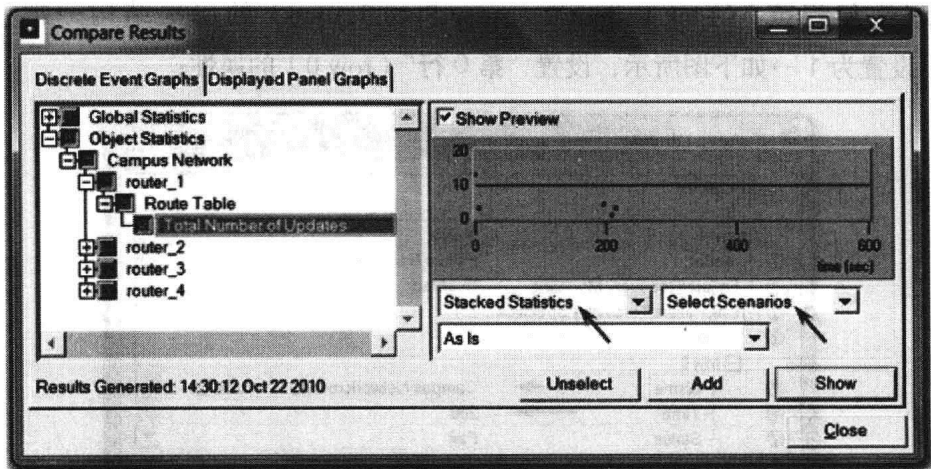 Compare Results
Discrete Event Graphs
Displayed Panel Graphs
Global Statistics
Object Statistics
Campus Network
router_1
Route Table
Total Number of Updates
router_2
router_3
router_4
Show Preview
20
10
0
0 200 400 600
time (sec)
Stacked Statistics
Select Scenarios
As Is
Results Generated: 14:30:12 Oct 22 2010
Unselect
Add
Show
Close